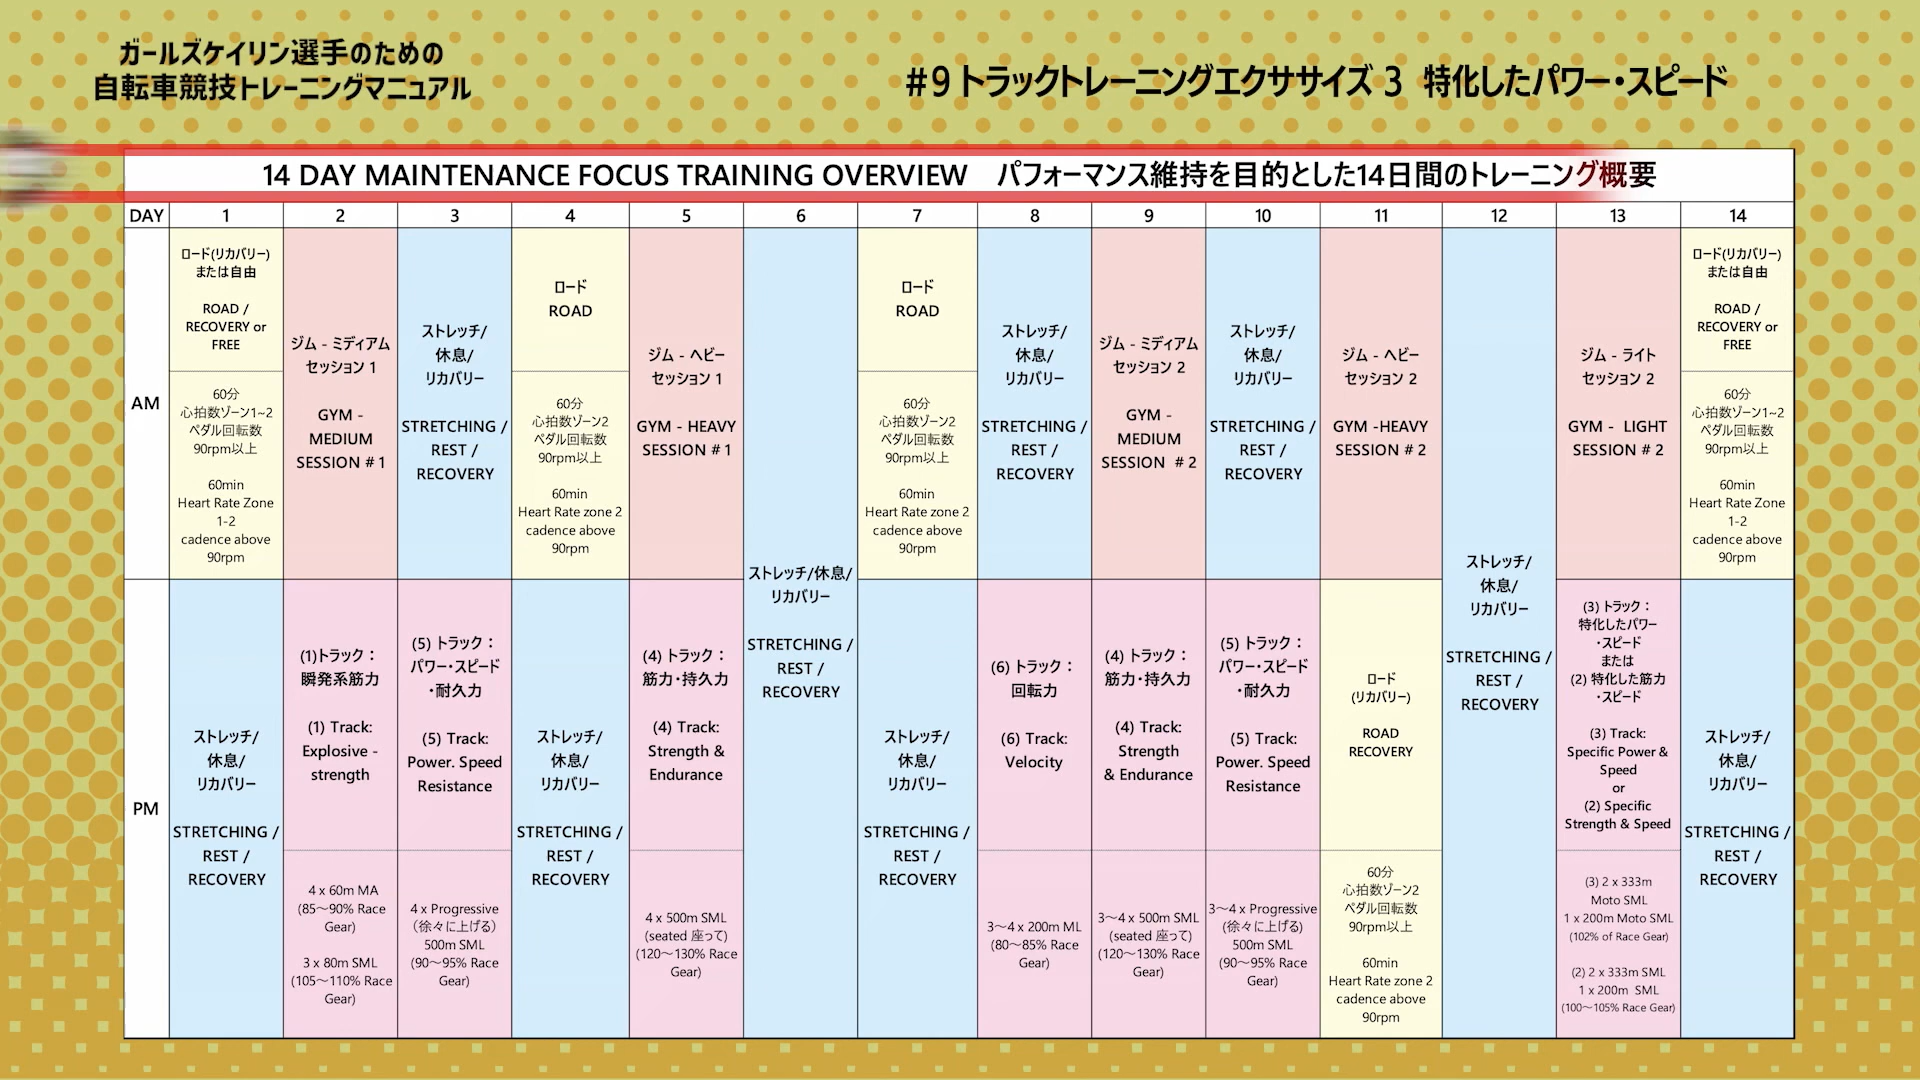 ガールズケイリン選手のための
自転車競技トレーニングマニュアル
#9 トラックトレーニングエクササイズ 3 特化したパワー・スピード
14 DAY MAINTENANCE FOCUS TRAINING OVERVIEW パフォーマンス維持を目的とした14日間のトレーニング概要
DAY 1 2 3 4 5 6 7 8 9 10 11 12 13 14
AM
ロード(リカバリー)
または自由
ROAD /
RECOVERY or
FREE
60分
心拍数ゾーン1~2
ペダル回転数
90rpm以上
60min
Heart Rate Zone
1-2
cadence above
90rpm
ジム - ミディアム
セッション 1
GYM -
MEDIUM
SESSION # 1
ストレッチ/
休息/
リカバリー
STRETCHING /
REST /
RECOVERY
ロード
ROAD
60分
心拍数ゾーン2
ペダル回転数
90rpm以上
60min
Heart Rate zone 2
cadence above
90rpm
ジム - ヘビー
セッション 1
GYM - HEAVY
SESSION # 1
ストレッチ/休息/
リカバリー
STRETCHING /
REST /
RECOVERY
ロード
ROAD
60分
心拍数ゾーン2
ペダル回転数
90rpm以上
60min
Heart Rate zone 2
cadence above
90rpm
ストレッチ/
休息/
リカバリー
STRETCHING /
REST /
RECOVERY
ジム - ミディアム
セッション 2
GYM -
MEDIUM
SESSION # 2
ストレッチ/
休息/
リカバリー
STRETCHING /
REST /
RECOVERY
ジム - ヘビー
セッション 2
GYM -HEAVY
SESSION # 2
ストレッチ/
休息/
リカバリー
STRETCHING /
REST /
RECOVERY
ジム - ライト
セッション 2
GYM - LIGHT
SESSION # 2
ロード(リカバリー)
または自由
ROAD /
RECOVERY or
FREE
60分
心拍数ゾーン1~2
ペダル回転数
90rpm以上
60min
Heart Rate Zone
1-2
cadence above
90rpm
PM
ストレッチ/
休息/
リカバリー
STRETCHING /
REST /
RECOVERY
(1)トラック：
瞬発系筋力
(1) Track:
Explosive -
strength
4 x 60m MA
(85～90% Race
Gear)
3 x 80m SML
(105～110% Race
Gear)
(5) トラック：
パワー・スピード
・耐久力
(5) Track:
Power. Speed
Resistance
4 x Progressive
（徐々に上げる）
500m SML
(90～95% Race
Gear)
ストレッチ/
休息/
リカバリー
STRETCHING /
REST /
RECOVERY
(4) トラック：
筋力・持久力
(4) Track:
Strength &
Endurance
4 x 500m SML
(seated 座って)
(120～130% Race
Gear)
ストレッチ/
休息/
リカバリー
STRETCHING /
REST /
RECOVERY
(6) トラック：
回転力
(6) Track:
Velocity
3～4 x 200m ML
(80～85% Race
Gear)
(4) トラック：
筋力・持久力
(4) Track:
Strength
& Endurance
3～4 x 500m SML
(seated 座って)
(120～130% Race
Gear)
(5) トラック：
パワー・スピード
・耐久力
(5) Track:
Power. Speed
Resistance
3～4 x Progressive
(徐々に上げる)
500m SML
(90～95% Race
Gear)
ロード
(リカバリー)
ROAD
RECOVERY
60分
心拍数ゾーン2
ペダル回転数
90rpm以上
60min
Heart Rate zone 2
cadence above
90rpm
(3) トラック：
特化したパワー
・スピード
または
(2) 特化した筋力
・スピード
(3) Track:
Specific Power &
Speed
or
(2) Specific
Strength & Speed
(3) 2 x 333m
Moto SML
1 x 200m Moto SML
(102% of Race Gear)
(2) 2 x 333m SML
1 x 200m SML
(100～105% Race Gear)
ストレッチ/
休息/
リカバリー
STRETCHING /
REST /
RECOVERY